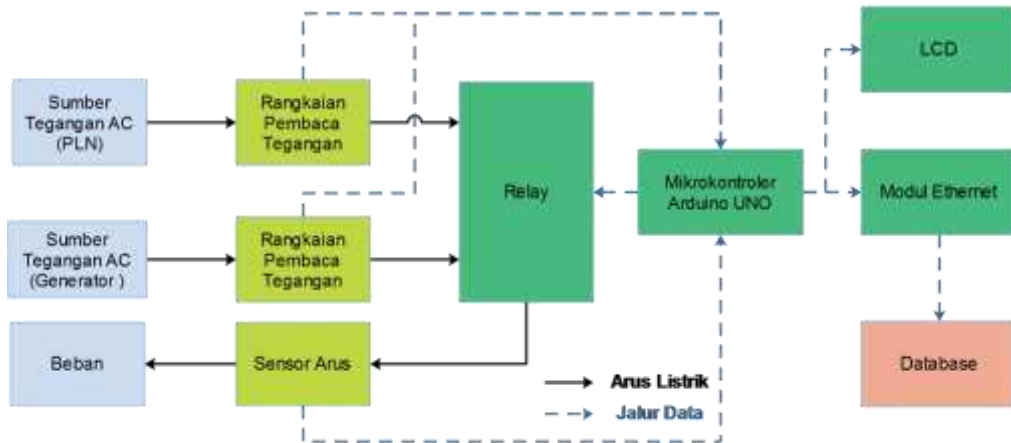 LCD
Sumber
Tegangan AC
(PLN)
Rangkaian
Pembaca
Tegangan
Relay
Mikrokontroler
Arduino UNO
Modul Ethernet
Sumber
Tegangan AC
(Generator )
Rangkaian
Pembaca
Tegangan
Beban
Sensor Arus
Database
Arus Listrik
Jalur Data